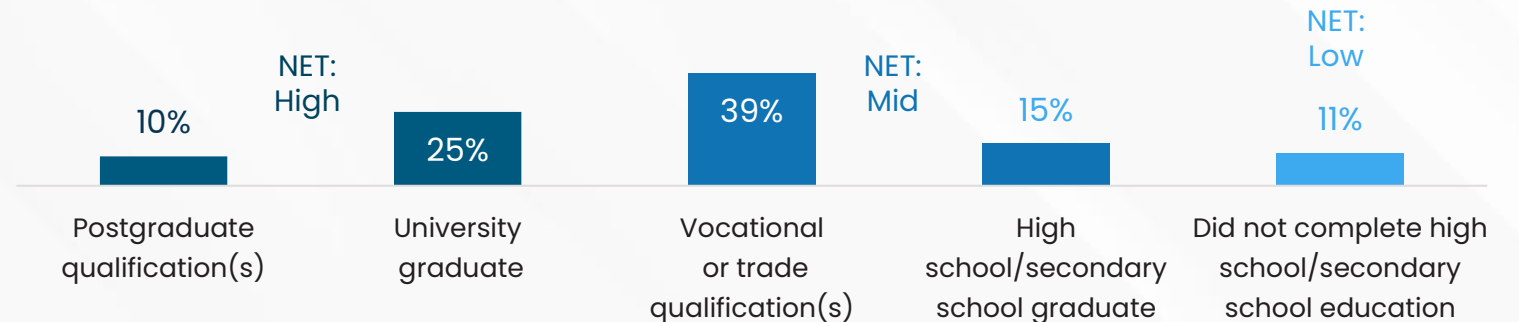 NET:
High
NET:
Mid
NET:
Low
10%
25%
39%
15%
11%
Postgraduate
qualification(s)
University
graduate
Vocational
or trade
qualification(s)
High
school/secondary
school graduate
Did not complete high
school/secondary
school education